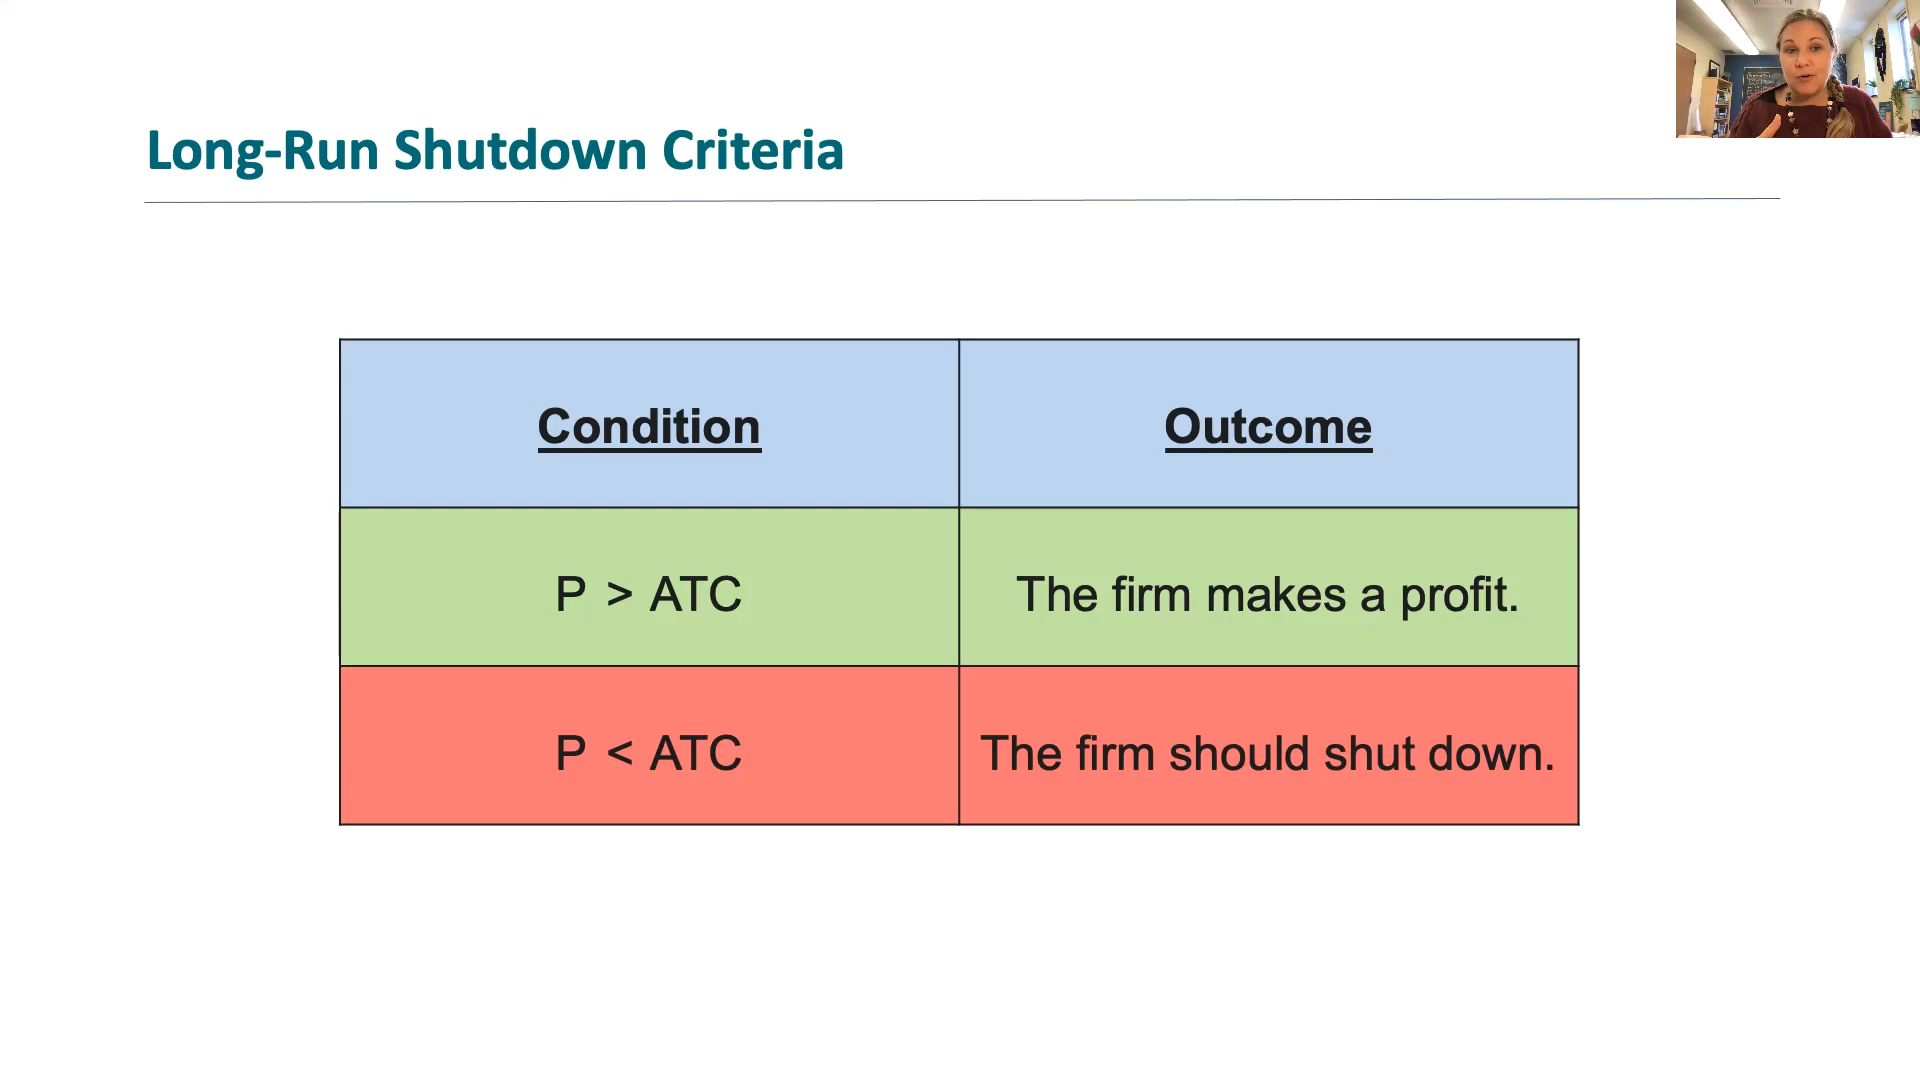 Long-Run Shutdown Criteria
Condition
Outcome
P > ATC
The firm makes a profit.
P < ATC
The firm should shut down.